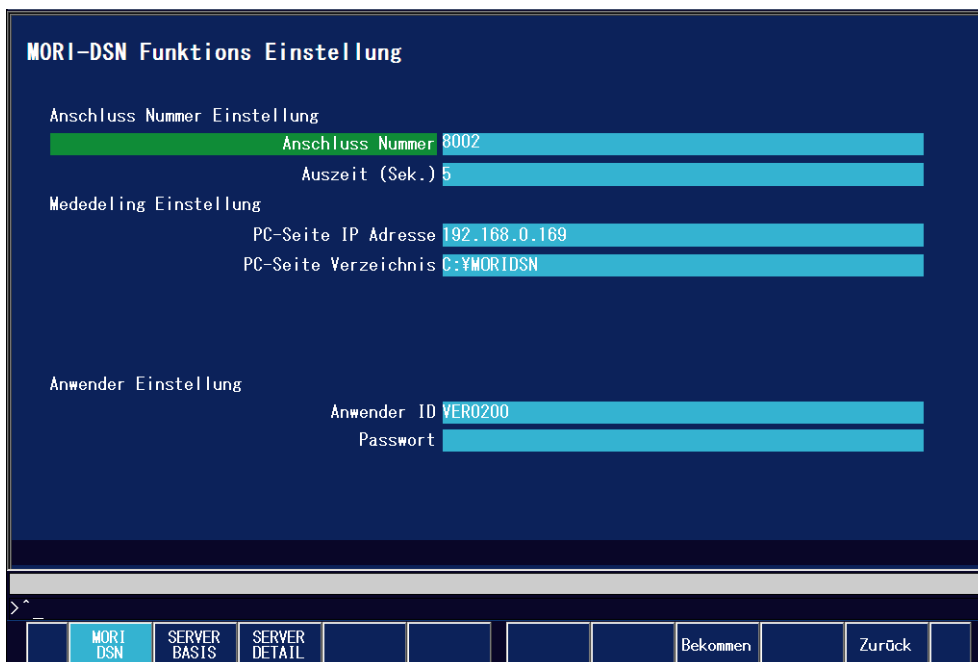 MORI-DSN Funktions Einstellung
Anschluss Nummer Einstellung
Anschluss Nummer 8002
Auszeit (Sek.) 5
Mededeling Einstellung
PC-Seite IP Adresse 192.168.0.169
PC-Seite Verzeichnis C:¥MORIDSN
Anwender Einstellung
Anwender ID VER0200
Passwort
>^_
MORI DSN
SERVER BASIS
SERVER DETAIL
Bekommen
Zurück